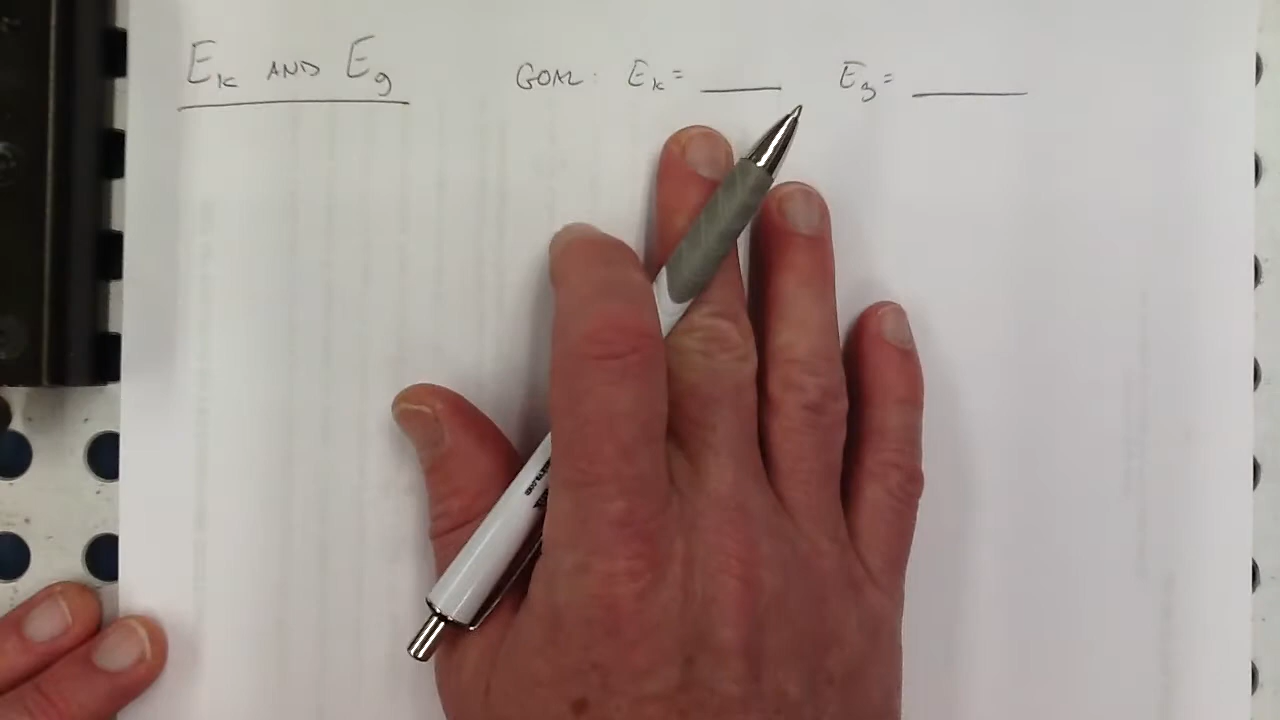 Ek AND Eg GOAL: Ek = ____ Eg = ____